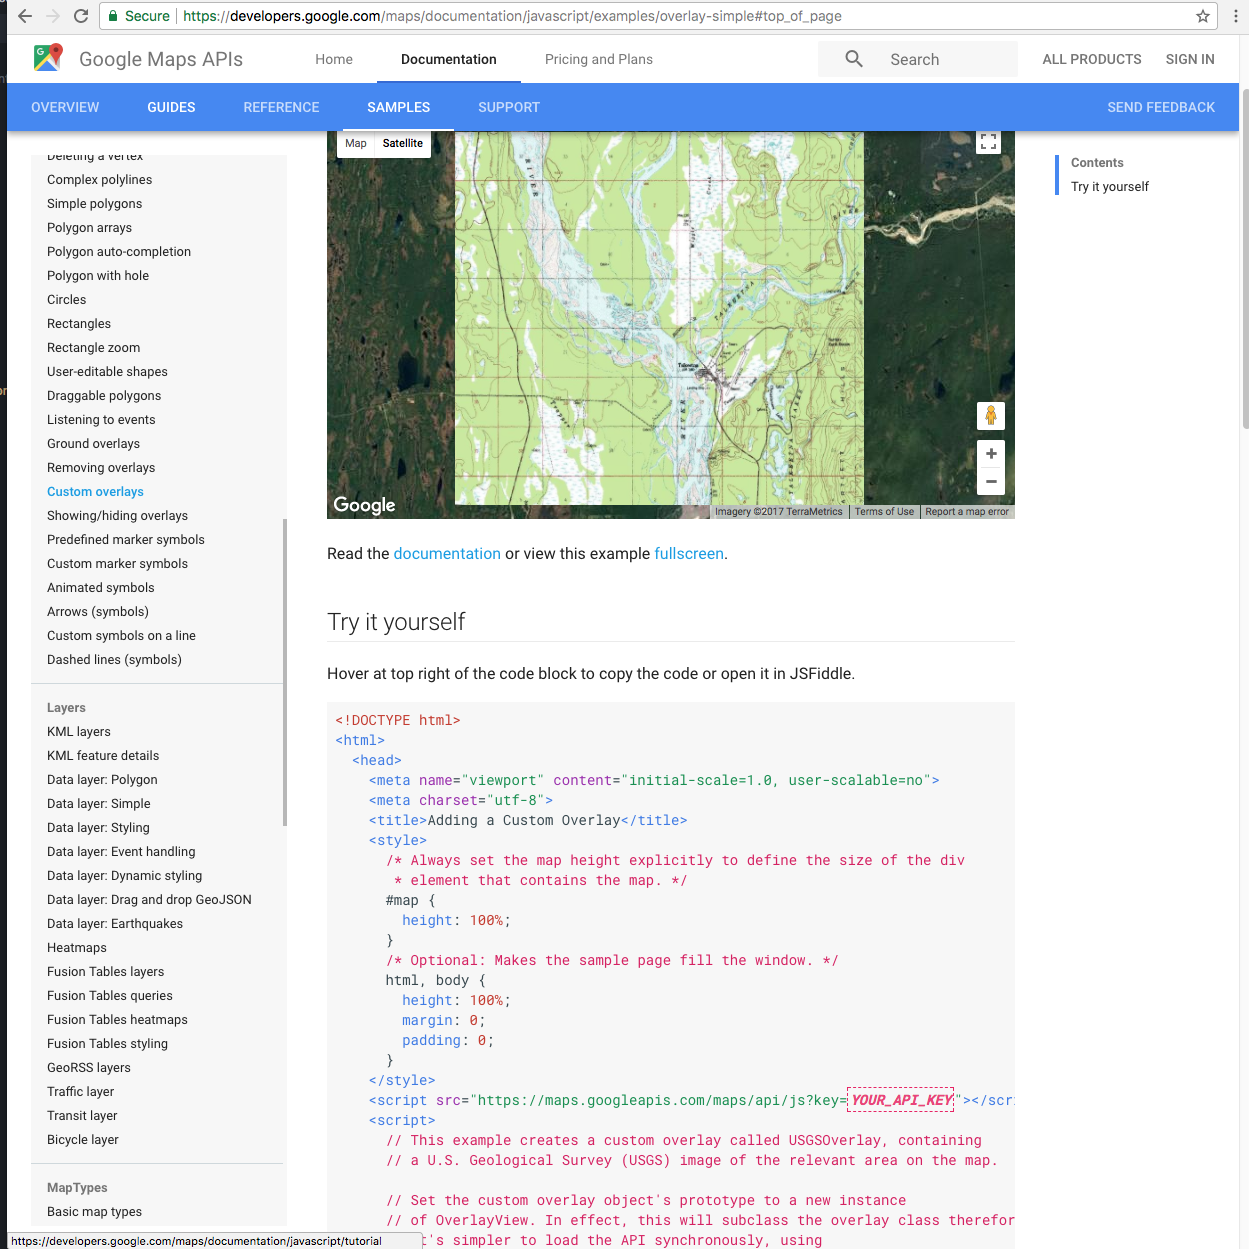 Secure
https://developers.google.com/maps/documentation/javascript/examples/overlay-simple#top_of_page
Google Maps APIs
Home
Documentation
Pricing and Plans
Search
ALL PRODUCTS
SIGN IN
OVERVIEW
GUIDES
REFERENCE
SAMPLES
SUPPORT
SEND FEEDBACK
Deleting a vertex
Complex polylines
Simple polygons
Polygon arrays
Polygon auto-completion
Polygon with hole
Circles
Rectangles
Rectangle zoom
User-editable shapes
Draggable polygons
Listening to events
Ground overlays
Removing overlays
Custom overlays
Showing/hiding overlays
Predefined marker symbols
Custom marker symbols
Animated symbols
Arrows (symbols)
Custom symbols on a line
Dashed lines (symbols)
Layers
KML layers
KML feature details
Data layer: Polygon
Data layer: Simple
Data layer: Styling
Data layer: Event handling
Data layer: Dynamic styling
Data layer: Drag and drop GeoJSON
Data layer: Earthquakes
Heatmaps
Fusion Tables layers
Fusion Tables queries
Fusion Tables heatmaps
Fusion Tables styling
GeoRSS layers
Traffic layer
Transit layer
Bicycle layer
MapTypes
Basic map types
https://developers.google.com/maps/documentation/javascript/tutorial
Map
Satellite
RIVER
RIVER
TALKEETNA
Talkeetna
RIVER
Google
Imagery ©2017 TerraMetrics
Terms of Use
Report a map error
Read the documentation or view this example fullscreen.
Try it yourself
Hover at top right of the code block to copy the code or open it in JSFiddle.
<!DOCTYPE html>
<html>
<head>
<meta name="viewport" content="initial-scale=1.0, user-scalable=no">
<meta charset="utf-8">
<title>Adding a Custom Overlay</title>
<style>
/* Always set the map height explicitly to define the size of the div
* element that contains the map. */
#map {
height: 100%;
}
/* Optional: Makes the sample page fill the window. */
html, body {
height: 100%;
margin: 0;
padding: 0;
}
</style>
<script src="https://maps.googleapis.com/maps/api/js?key=YOUR_API_KEY"></scri
<script>
// This example creates a custom overlay called USGSOverlay, containing
// a U.S. Geological Survey (USGS) image of the relevant area on the map.
// Set the custom overlay object's prototype to a new instance
// of OverlayView. In effect, this will subclass the overlay class therefor
t's simpler to load the API synchronously, using
Contents
Try it yourself